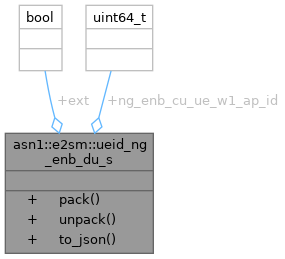 bool
uint64_t
+ext
+ng_enb_cu_ue_w1_ap_id
asn1::e2sm::ueid_ng
_enb_du_s
+ pack()
+ unpack()
+ to_json()